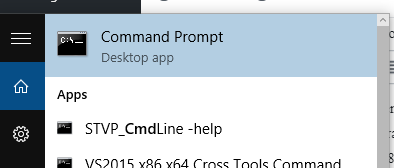 Command Prompt
Desktop app
Apps
STVP_CmdLine -help
VS2015 x86 x64 Cross Tools Command